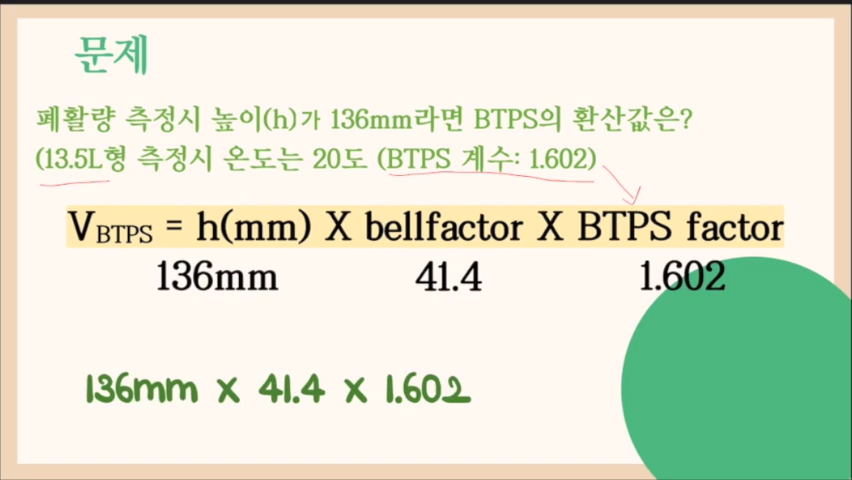 문제
폐활량 측정시 높이(h)가 136mm라면 BTPS의 환산값은?
(13.5L형 측정시 온도는 20도 (BTPS 계수: 1.602)
VBTPS = h(mm) X bellfactor X BTPS factor
136mm 41.4 1.602
136mm x 41.4 x 1.602